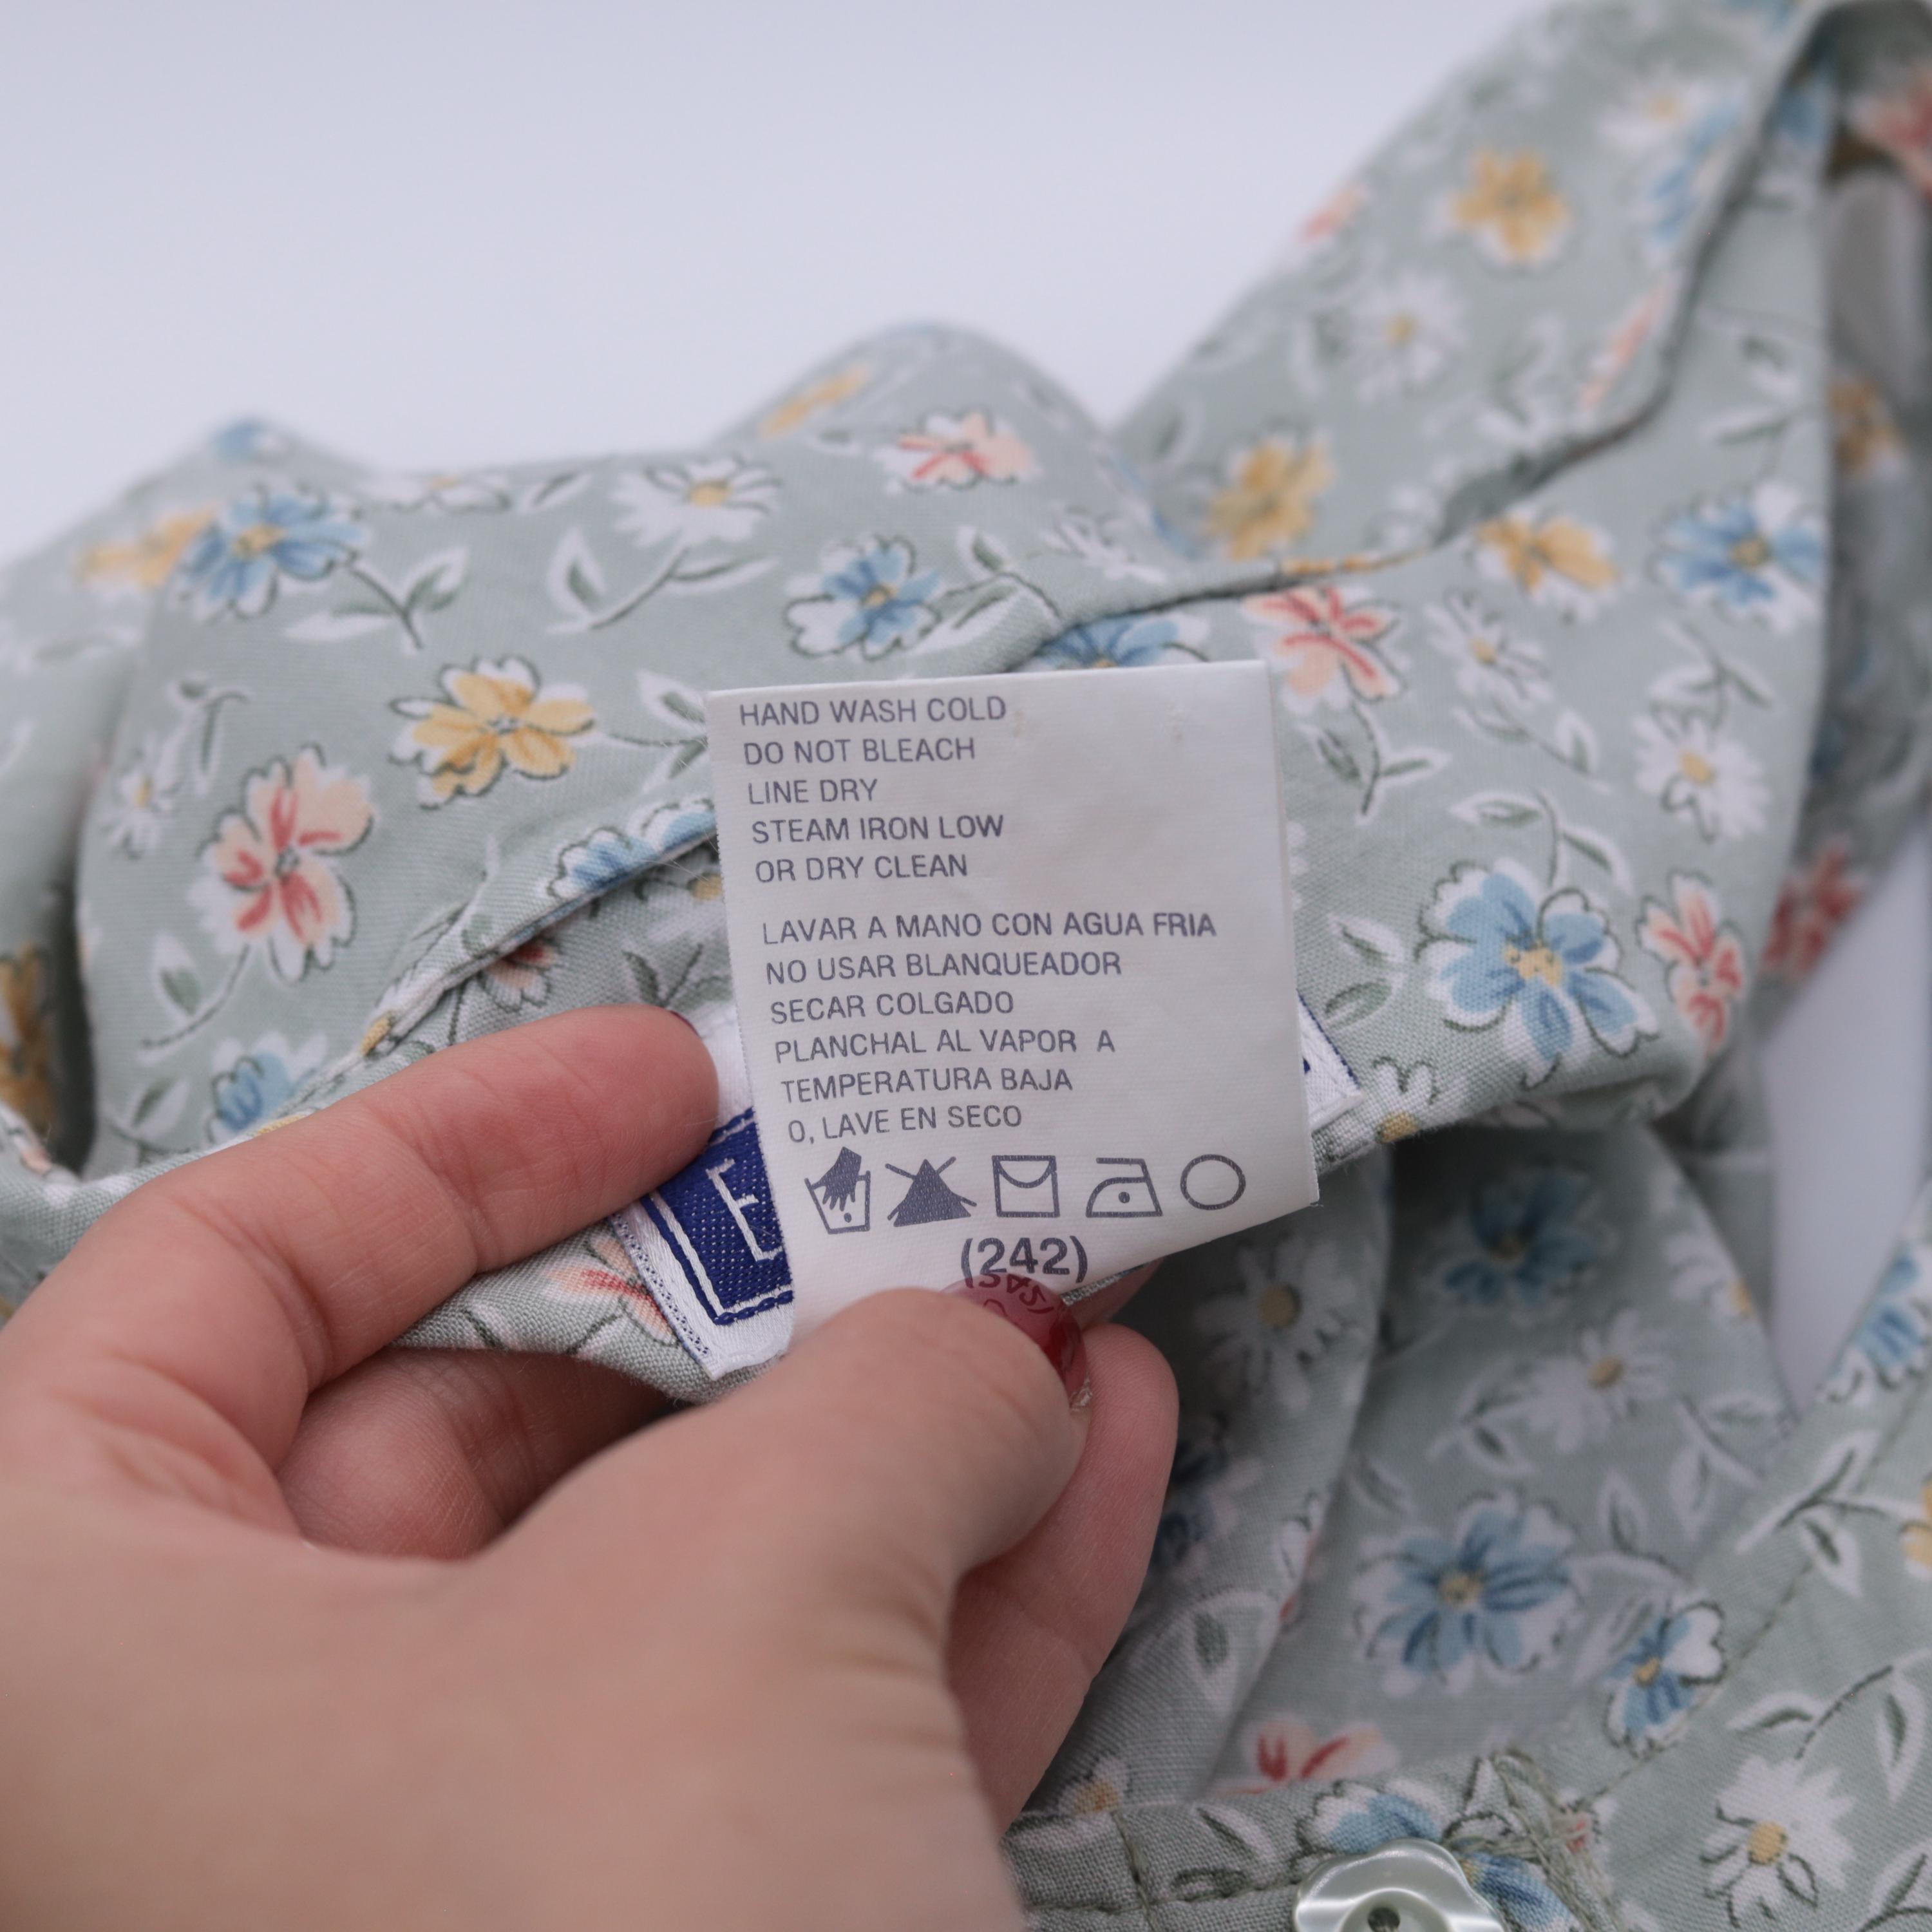 HAND WASH COLD
DO NOT BLEACH
LINE DRY
STEAM IRON LOW
OR DRY CLEAN
LAVAR A MANO CON AGUA FRIA
NO USAR BLANQUEADOR
SECAR COLGADO
PLANCHAL AL VAPOR A
TEMPERATURA BAJA
O, LAVE EN SECO
(242)
E